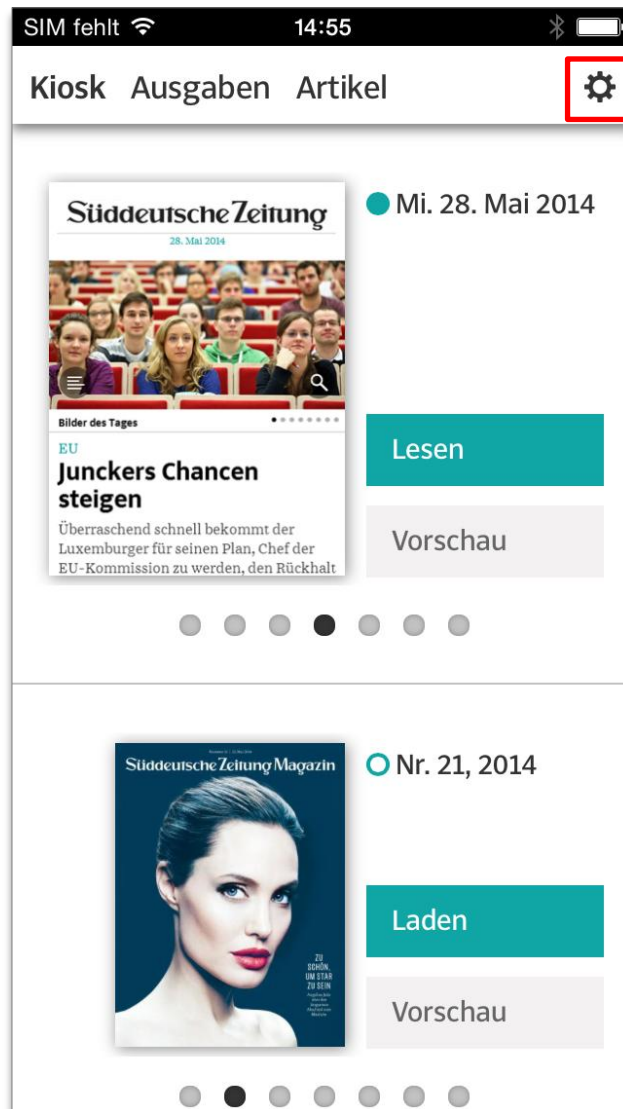 SIM fehlt 14:55
Kiosk Ausgaben Artikel
Süddeutsche Zeitung
28. Mai 2014
Bilder des Tages
EU
Junckers Chancen
steigen
Überraschend schnell bekommt der
Luxemburger für seinen Plan, Chef der
EU-Kommission zu werden, den Rückhalt
Mi. 28. Mai 2014
Lesen
Vorschau
Süddeutsche Zeitung Magazin
ZU
SCHÖN,
UM STAR
ZU SEIN
Nr. 21, 2014
Laden
Vorschau